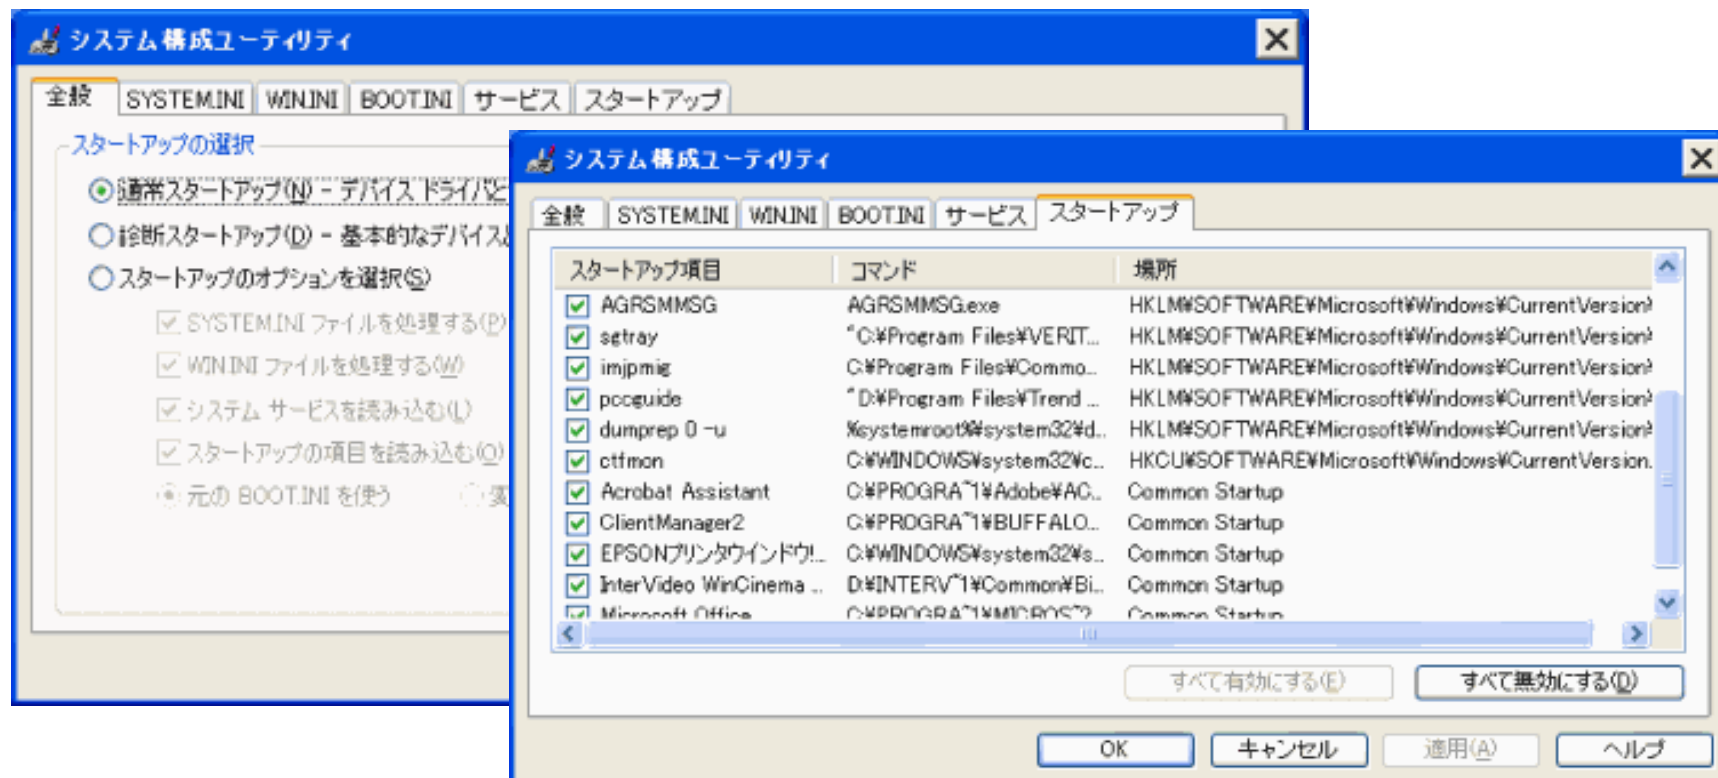 システム構成ユーティリティ
全般 SYSTEM.INI WIN.INI BOOT.INI サービス スタートアップ
スタートアップの選択
通常スタートアップ(N) - デバイス ドライバと
診断スタートアップ(D) - 基本的なデバイス
スタートアップのオプションを選択(S)
SYSTEM.INI ファイルを処理する(P)
WIN.INI ファイルを処理する(W)
システム サービスを読み込む(L)
スタートアップの項目を読み込む(O)
元の BOOT.INI を使う
システム構成ユーティリティ
全般 SYSTEM.INI WIN.INI BOOT.INI サービス スタートアップ
スタートアップ項目 コマンド 場所
AGRSMMSG AGRSMMSG.exe HKLM¥SOFTWARE¥Microsoft¥Windows¥CurrentVersion¥
sgtray "C:¥Program Files¥VERIT... HKLM¥SOFTWARE¥Microsoft¥Windows¥CurrentVersion¥
imjpmig C:¥Program Files¥Commo... HKLM¥SOFTWARE¥Microsoft¥Windows¥CurrentVersion¥
pccguide "D:¥Program Files¥Trend ... HKLM¥SOFTWARE¥Microsoft¥Windows¥CurrentVersion¥
dumprep 0 -u %systemroot%¥system32¥d... HKLM¥SOFTWARE¥Microsoft¥Windows¥CurrentVersion¥
ctfmon C:¥WINDOWS¥system32¥c... HKCU¥SOFTWARE¥Microsoft¥Windows¥CurrentVersion.
Acrobat Assistant C:¥PROGRA~1¥Adobe¥AC... Common Startup
ClientManager2 C:¥PROGRA~1¥BUFFALO... Common Startup
EPSONプリンタウインドウ!... C:¥WINDOWS¥system32¥s... Common Startup
InterVideo WinCinema ... D:¥INTERV~1¥Common¥Bi... Common Startup
Microsoft Office C:¥PROGRA~1¥MICROS~2 Common Startup
すべて有効にする(E) すべて無効にする(D)
OK キャンセル 適用(A) ヘルプ